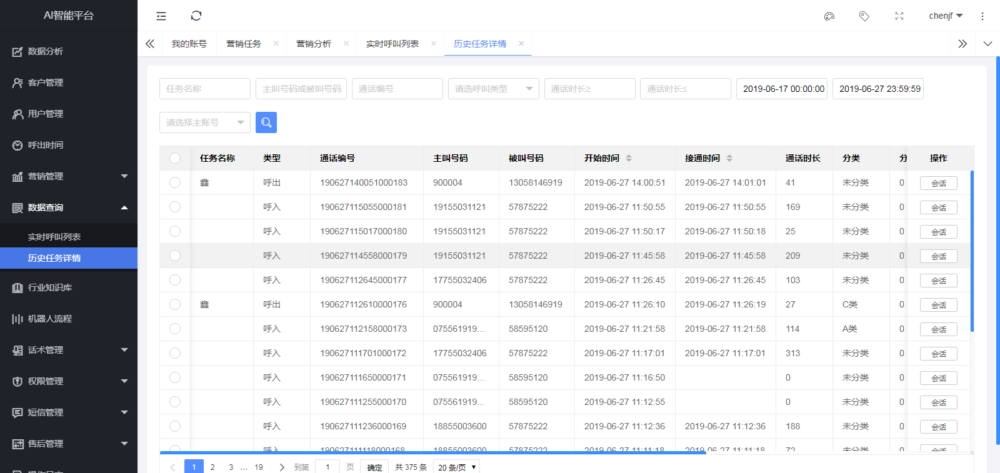 AI智能平台
数据分析
客户管理
用户管理
呼出时间
营销管理
数据查询
实时呼叫列表
历史任务详情
行业知识库
机器人流程
话术管理
权限管理
短信管理
售后管理
chenjf
我的账号 营销任务 × 营销分析 × 实时呼叫列表 × 历史任务详情 ×
任务名称 主叫号码或被叫号码 通话编号 请选呼叫类型 通话时长≥ 通话时长≤ 2019-06-17 00:00:00 2019-06-27 23:59:59
请选择主账号
任务名称 类型 通话编号 主叫号码 被叫号码 开始时间 接通时间 通话时长 分类 分 操作
鑫 呼出 190627140051000183 900004 13058146919 2019-06-27 14:00:51 2019-06-27 14:01:01 41 未分类 0 会话
呼入 190627115055000181 19155031121 57875222 2019-06-27 11:50:55 2019-06-27 11:50:55 169 未分类 0 会话
呼入 190627115017000180 19155031121 57875222 2019-06-27 11:50:17 2019-06-27 11:50:18 25 未分类 0 会话
呼入 190627114558000179 19155031121 57875222 2019-06-27 11:45:58 2019-06-27 11:45:58 209 未分类 0 会话
呼入 190627112645000177 17755032406 57875222 2019-06-27 11:26:45 2019-06-27 11:26:45 103 未分类 0 会话
鑫 呼出 190627112610000176 900004 13058146919 2019-06-27 11:26:10 2019-06-27 11:26:19 27 C类 0 会话
呼入 190627112158000173 075561919... 58595120 2019-06-27 11:21:58 2019-06-27 11:21:58 114 A类 0 会话
呼入 190627111701000172 17755032406 57875222 2019-06-27 11:17:01 2019-06-27 11:17:01 313 未分类 0 会话
呼入 190627111650000171 075561919... 58595120 2019-06-27 11:16:50 0 未分类 0 会话
呼入 190627111255000170 075561919... 58595120 2019-06-27 11:12:55 0 未分类 0 会话
呼入 190627111236000169 18855003600 57875222 2019-06-27 11:12:36 2019-06-27 11:12:36 188 未分类 0 会话
呼入 190627111118000168 18855003600 57875222 2019-06-27 11:11:18 2019-06-27 11:11:18 72 未分类 0 会话
1 2 3 ... 19 到第 1 页 确定 共 375 条 20 条/页